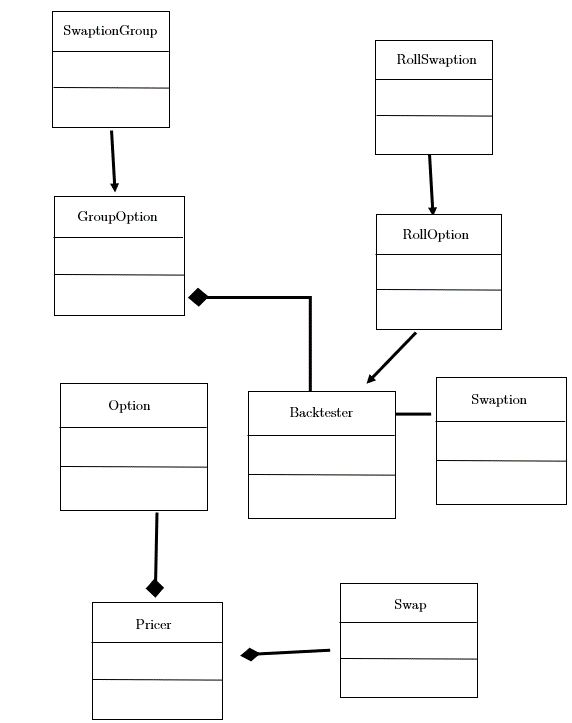 SwaptionGroup
RollSwaption
GroupOption
RollOption
Option
Backtester
Swaption
Pricer
Swap